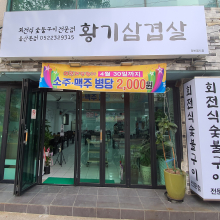 회전식 숯불구이 전문점
황기삼겹살
4월 30일까지
소주·맥주 병당 2,000원
회전식숯불구이
전문